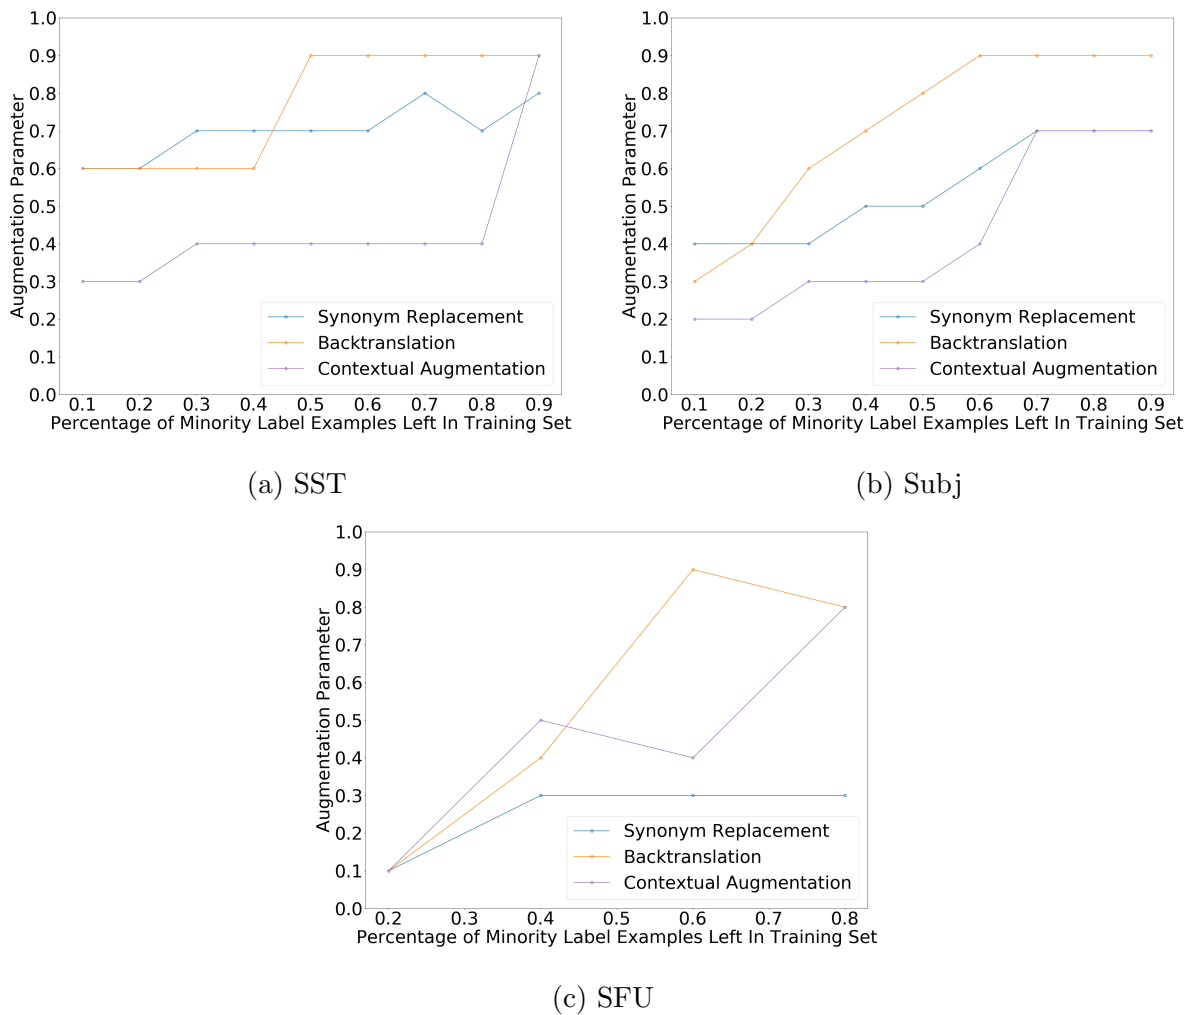 1.0
0.9
0.8
0.7
0.6
0.5
0.4
0.3
0.2
0.1
0.0
Augmentation Parameter
Synonym Replacement
Backtranslation
Contextual Augmentation
0.1 0.2 0.3 0.4 0.5 0.6 0.7 0.8 0.9
Percentage of Minority Label Examples Left In Training Set
(a) SST
1.0
0.9
0.8
0.7
0.6
0.5
0.4
0.3
0.2
0.1
0.0
Augmentation Parameter
Synonym Replacement
Backtranslation
Contextual Augmentation
0.1 0.2 0.3 0.4 0.5 0.6 0.7 0.8 0.9
Percentage of Minority Label Examples Left In Training Set
(b) Subj
1.0
0.9
0.8
0.7
0.6
0.5
0.4
0.3
0.2
0.1
0.0
Augmentation Parameter
Synonym Replacement
Backtranslation
Contextual Augmentation
0.2 0.3 0.4 0.5 0.6 0.7 0.8
Percentage of Minority Label Examples Left In Training Set
(c) SFU